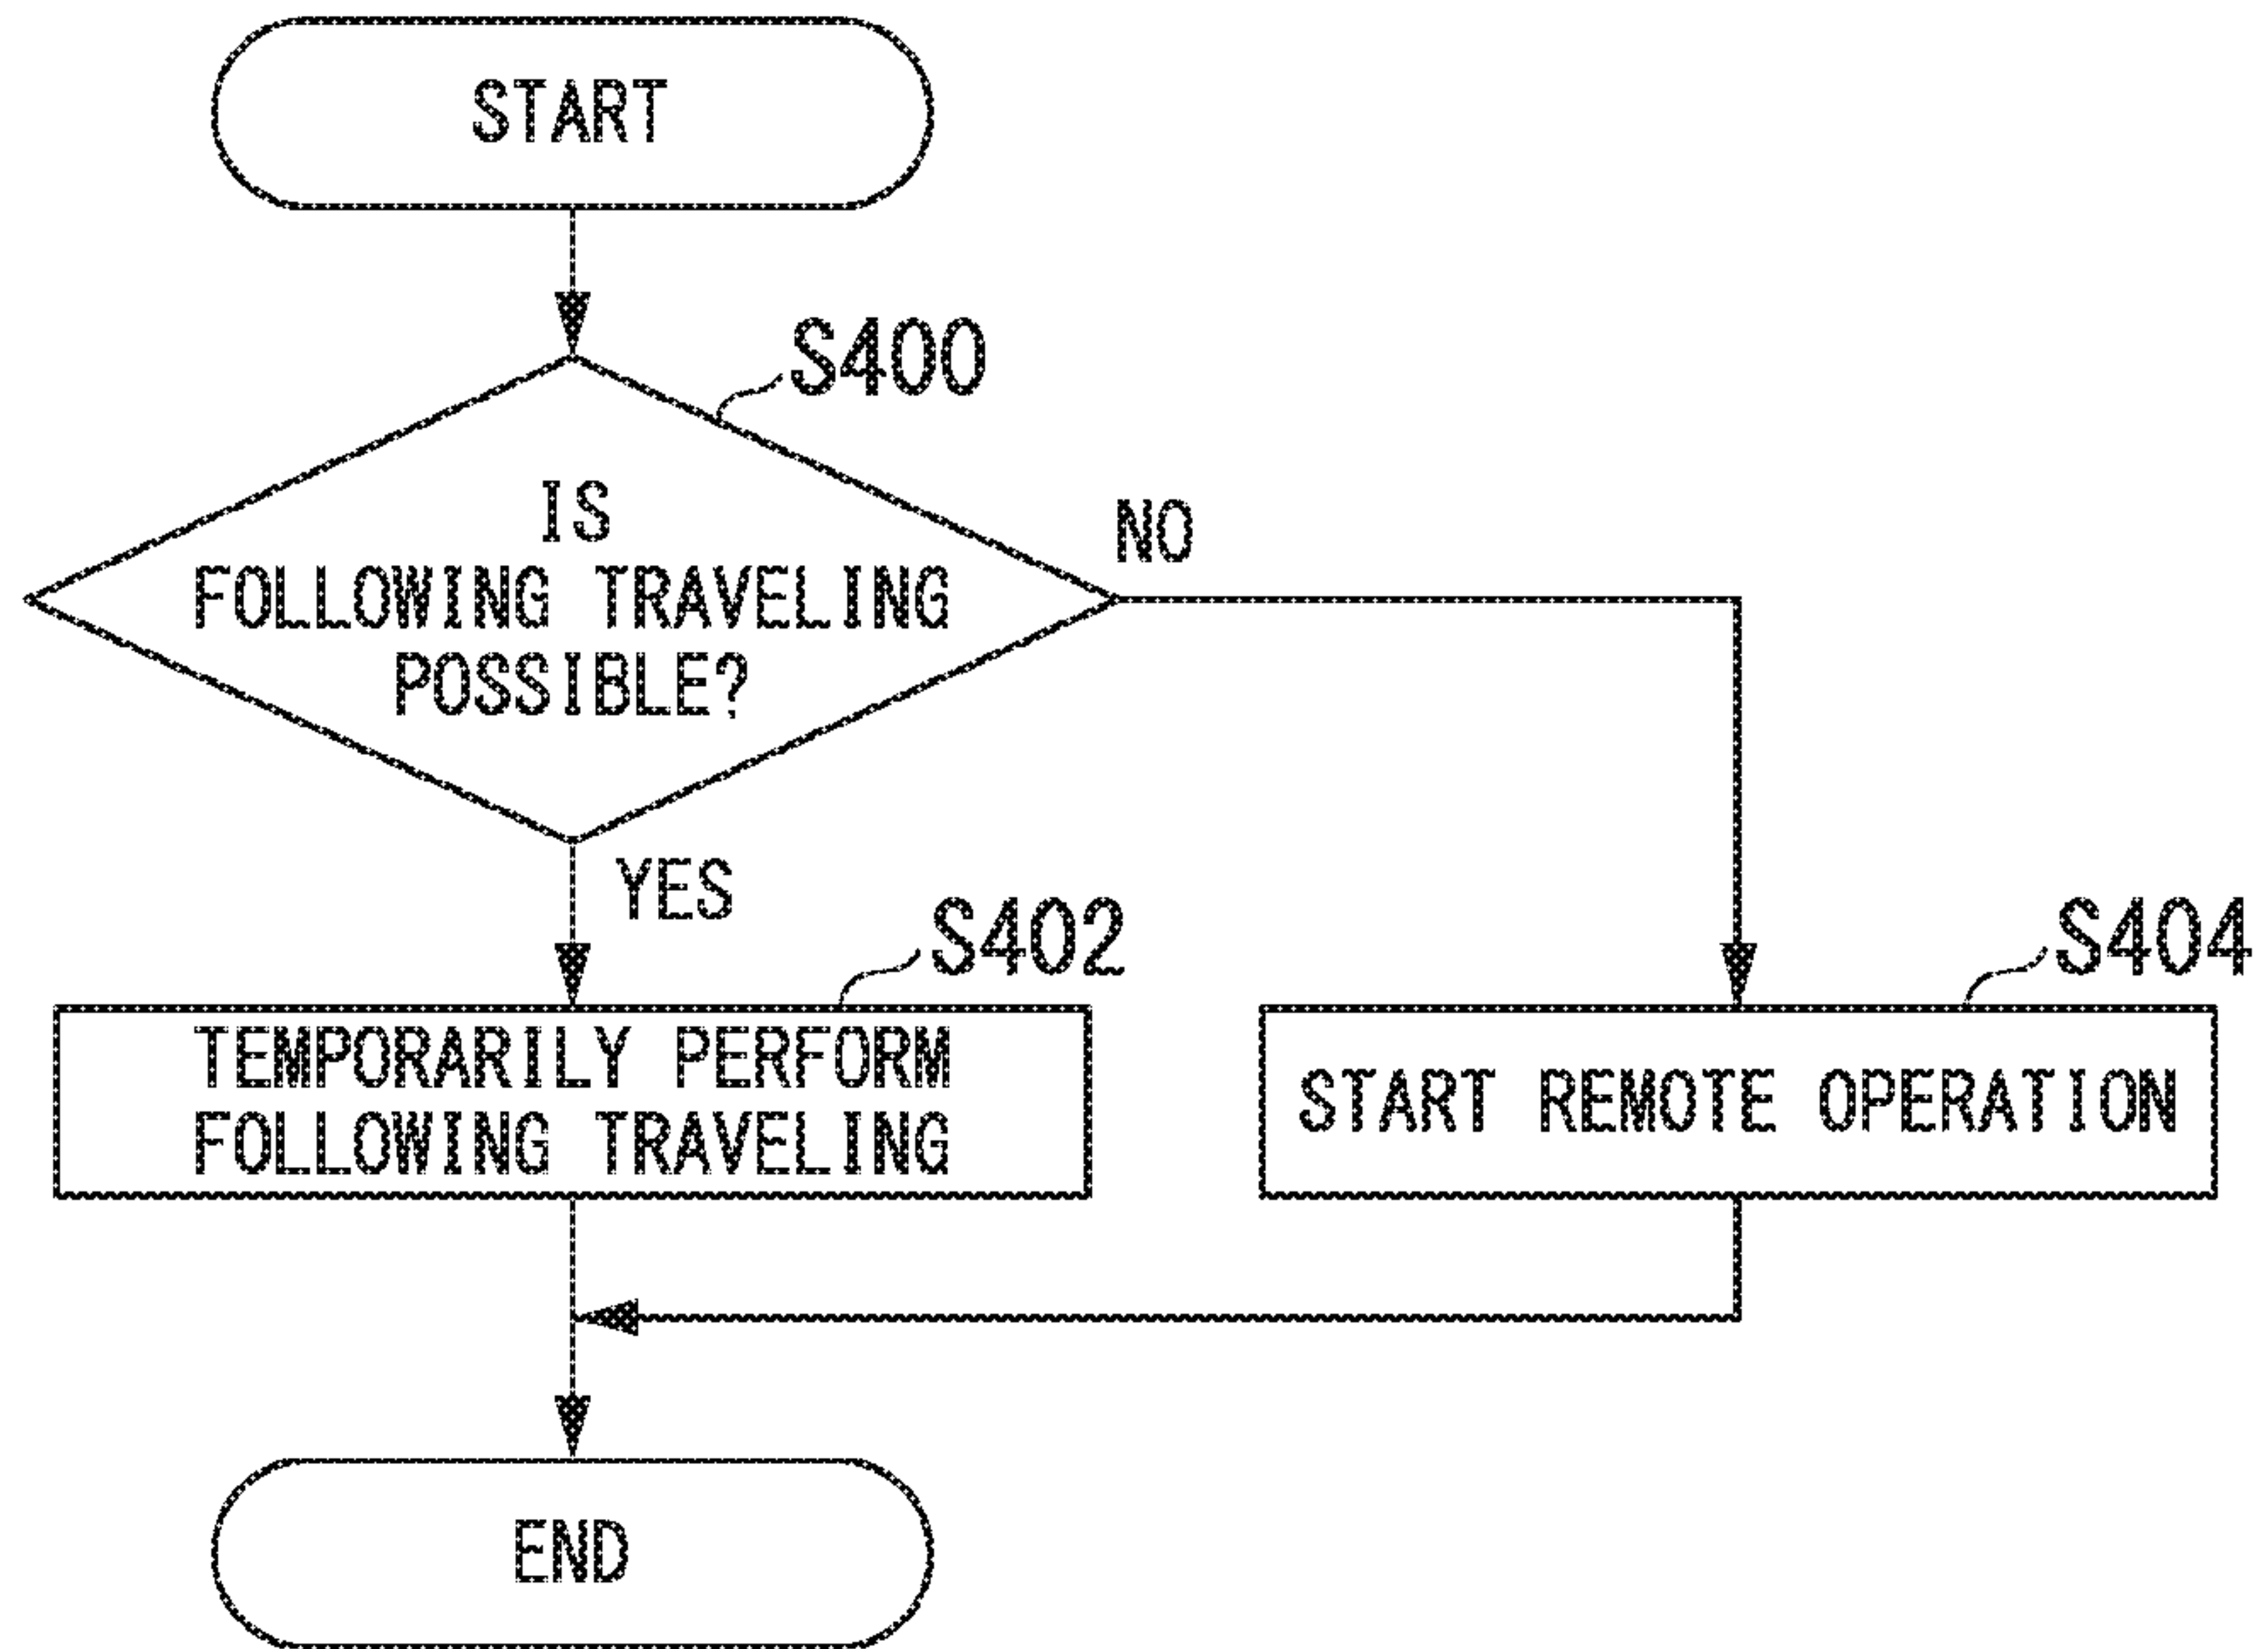 START
S400
IS
FOLLOWING TRAVELING
POSSIBLE?
NO
YES
S402
TEMPORARILY PERFORM
FOLLOWING TRAVELING
S404
START REMOTE OPERATION
END